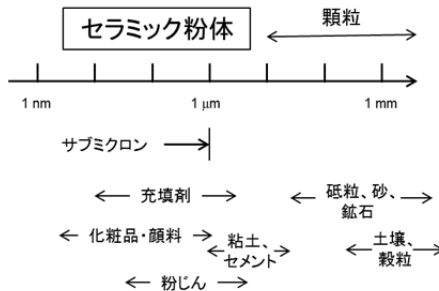 セラミック粉体
顆粒
1 nm
1 μm
1 mm
サブミクロン
充填剤
砥粒、砂、
鉱石
化粧品・顔料
粘土、
セメント
土壌、
穀粒
粉じん